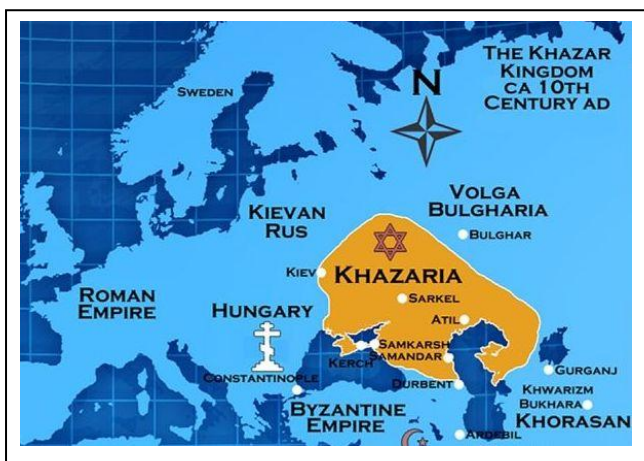 THE KHAZAR
KINGDOM
CA 10TH
CENTURY AD
N
SWEDEN
VOLGA
BULGHARIA
KIEVAN
RUS
BULGHAR
KIEV
KHAZARIA
ROMAN
EMPIRE
SARKEL
HUNGARY
ATIL
SAMKARSH
KERCH
SAMANDAR
GURGANJ
CONSTANTINOPLE
DURBENT
KHWARIZM
BUKHARA
BYZANTINE
EMPIRE
KHORASAN
ARDEBIL